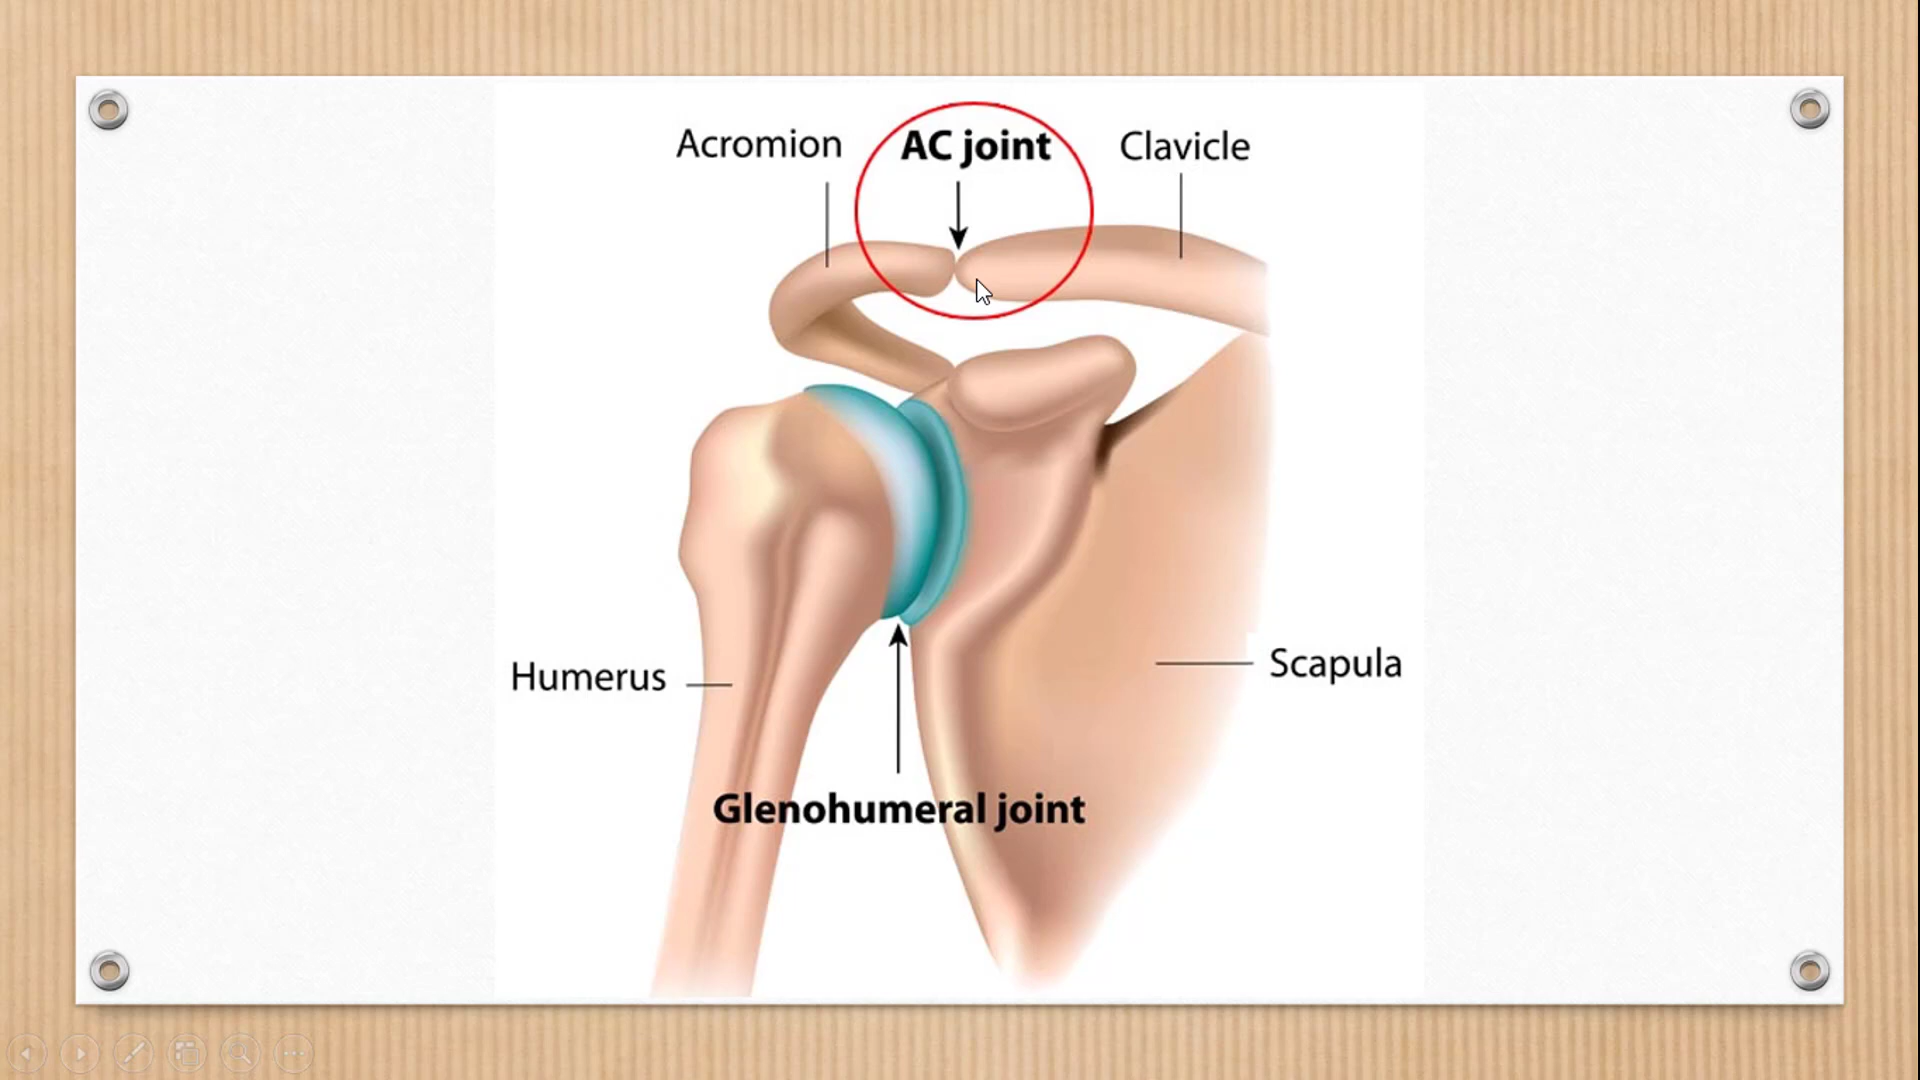 Acromion
AC joint
Clavicle
Humerus
Scapula
Glenohumeral joint